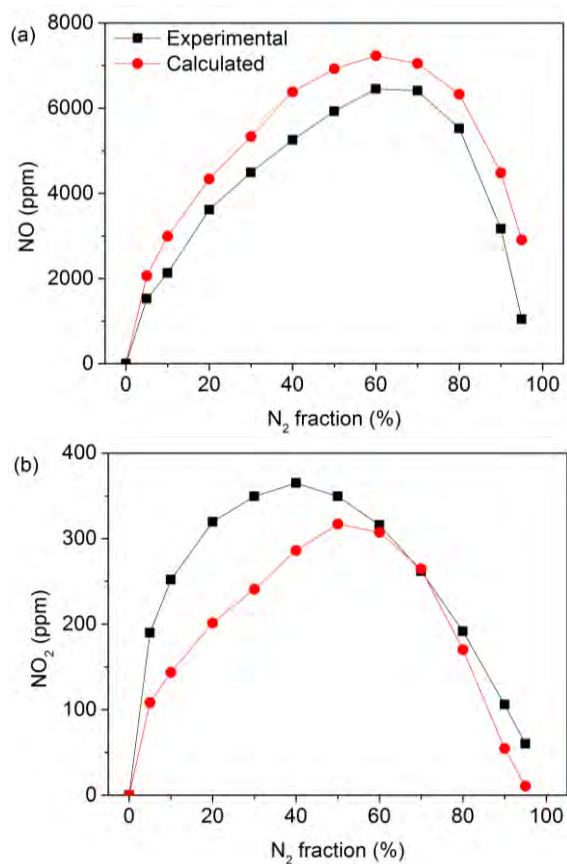 (a)
8000
Experimental
Calculated
6000
4000
2000
0
NO (ppm)
0 20 40 60 80 100
N₂ fraction (%)
(b)
400
300
200
100
0
NO₂ (ppm)
0 20 40 60 80 100
N₂ fraction (%)